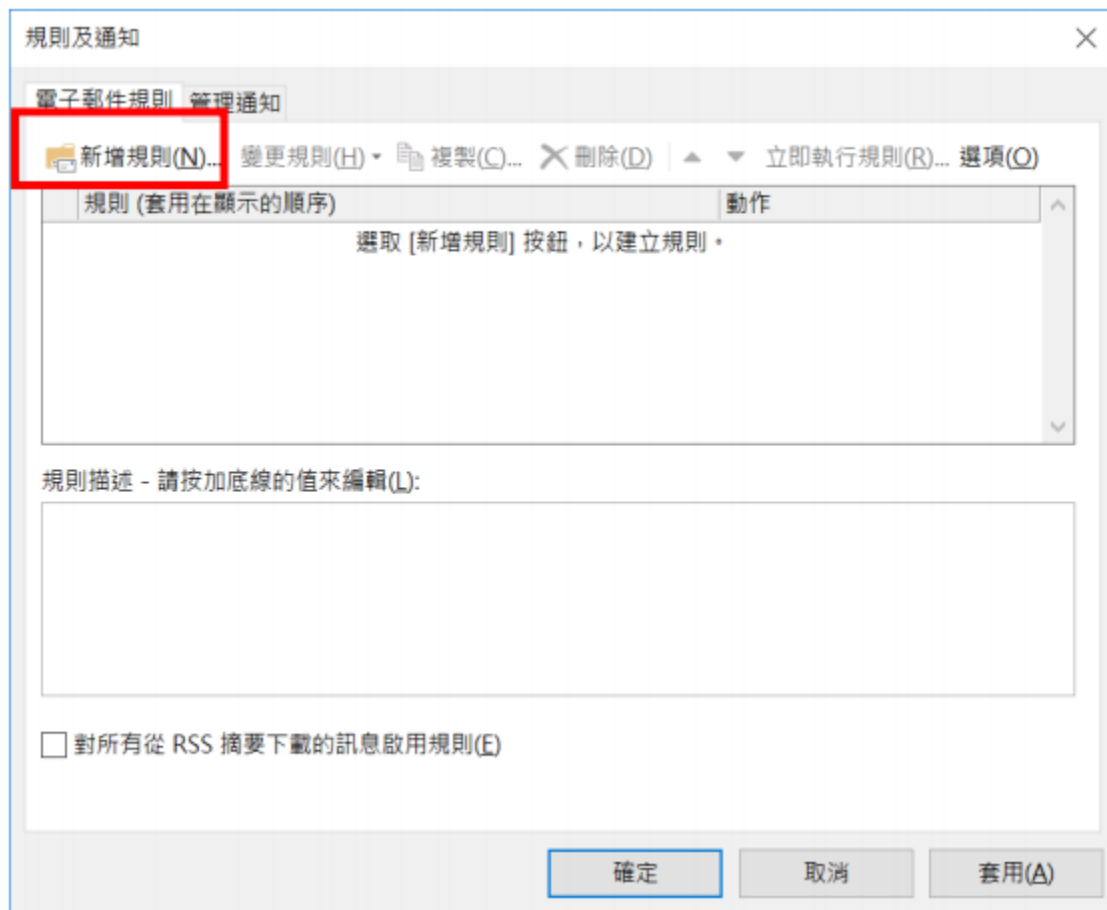 規則及通知
電子郵件規則 管理通知
新增規則(N)... 變更規則(H) 複製(C)... 刪除(D) 立即執行規則(R)... 選項(O)
規則 (套用在顯示的順序) 動作
選取 [新增規則] 按鈕，以建立規則。
規則描述 - 請按加底線的值來編輯(L):
對所有從 RSS 摘要下載的訊息啟用規則(E)
確定 取消 套用(A)